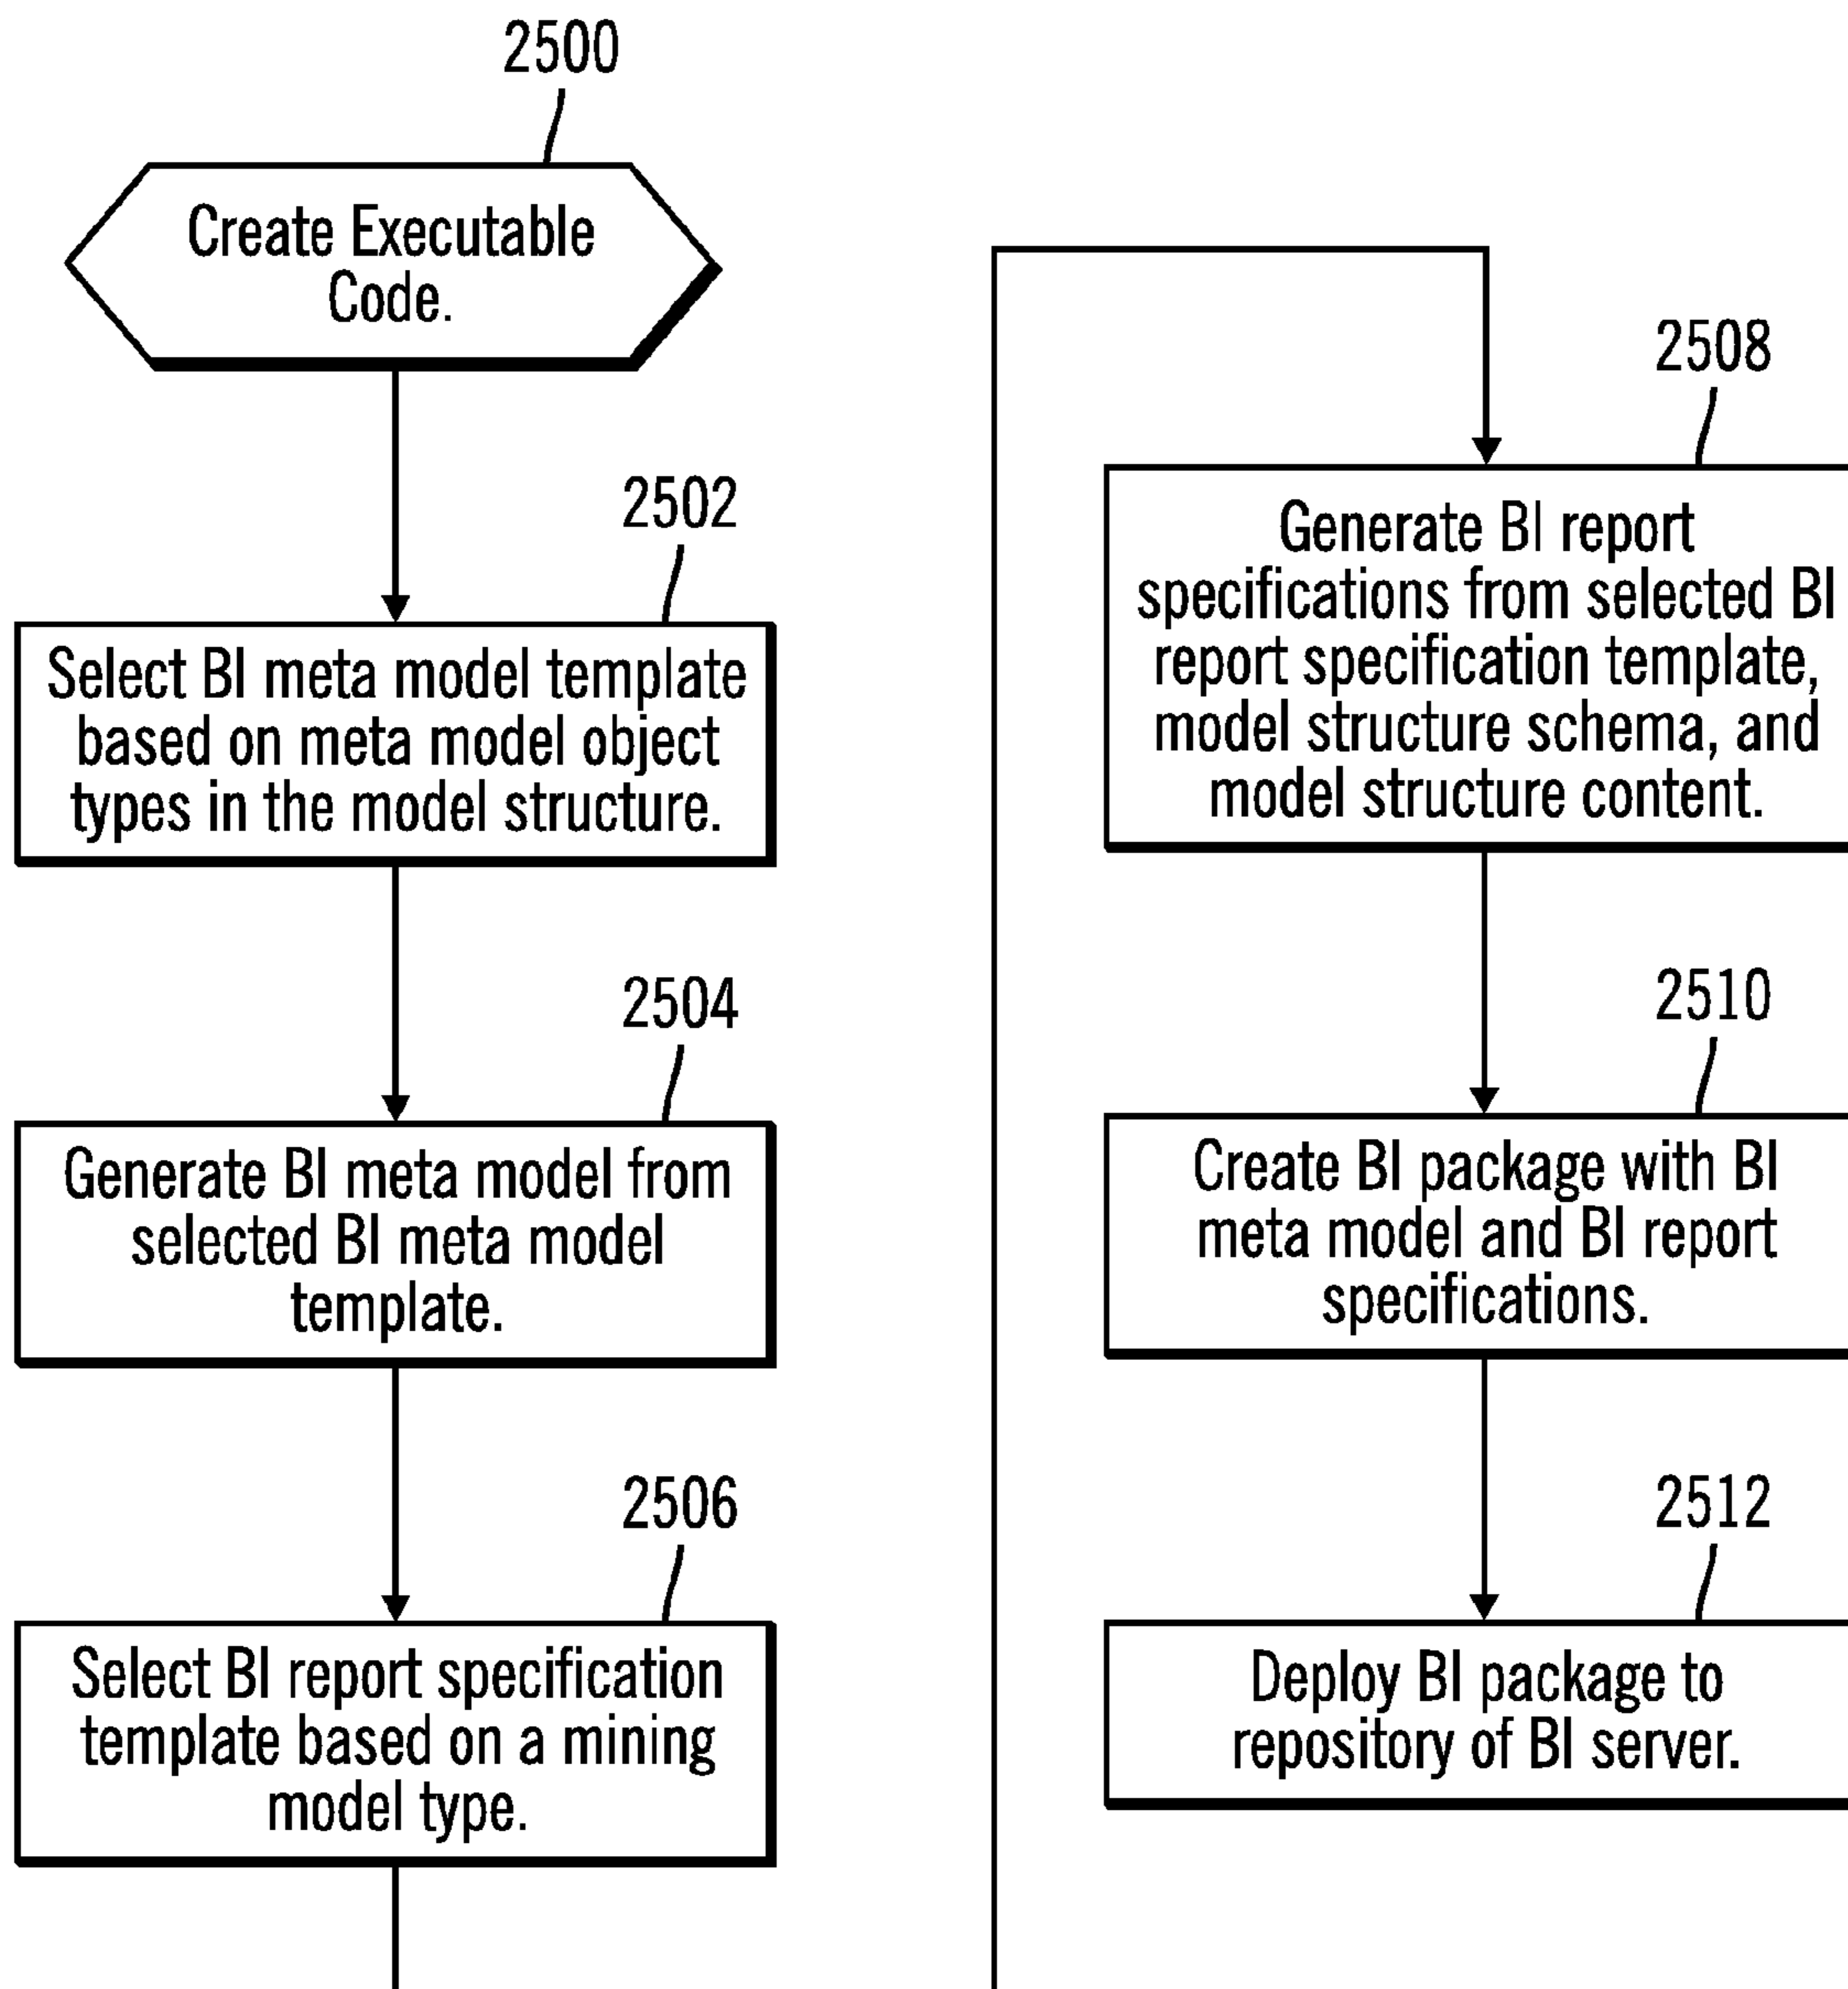 2500
Create Executable
Code.
2502
Select BI meta model template
based on meta model object
types in the model structure.
2504
Generate BI meta model from
selected BI meta model
template.
2506
Select BI report specification
template based on a mining
model type.
2508
Generate BI report
specifications from selected BI
report specification template,
model structure schema, and
model structure content.
2510
Create BI package with BI
meta model and BI report
specifications.
2512
Deploy BI package to
repository of BI server.